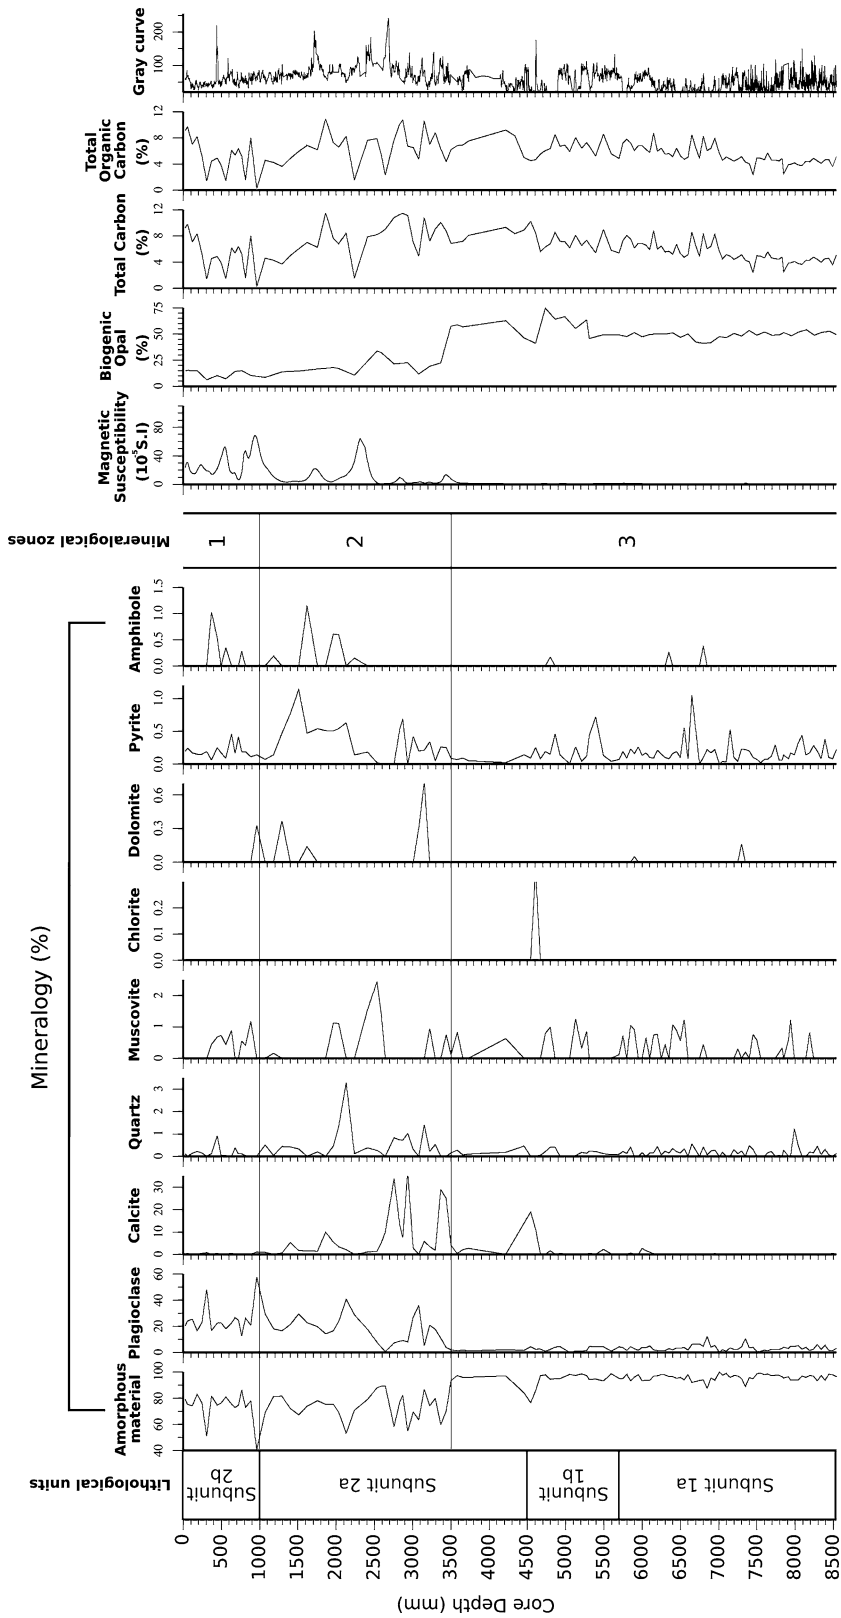 Gray curve
100
200
Total
Organic
Carbon
(%)
0
4
8
12
Total Carbon
(%)
0
4
8
12
Biogenic
Opal
(%)
0
25
50
75
Magnetic
Susceptibility
(10⁻⁵S.I)
0
40
80
Mineralogical zones
1
2
3
Mineralogy (%)
Amphibole
0.0
0.5
1.0
1.5
Pyrite
0.0
0.5
1.0
Dolomite
0.0
0.3
0.6
Chlorite
0.0
0.1
0.2
Muscovite
0
1
2
Quartz
0
1
2
3
Calcite
0
10
20
30
Plagioclase
0
20
40
60
Amorphous
material
40
60
80
100
Lithological units
Subunit
2b
Subunit 2a
Subunit
1b
Subunit 1a
0
500
1000
1500
2000
2500
3000
3500
4000
4500
5000
5500
6000
6500
7000
7500
8000
8500
Core Depth (mm)